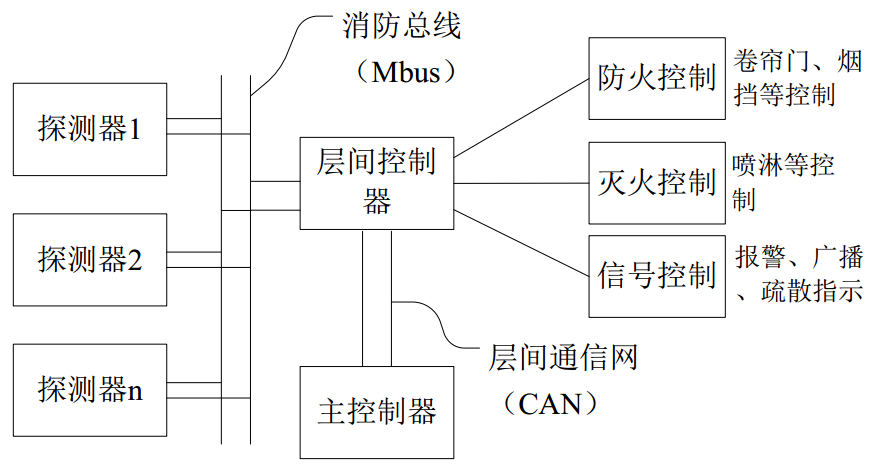 消防总线
（Mbus）
探测器1
探测器2
探测器n
层间控制
器
主控制器
层间通信网
（CAN）
防火控制
卷帘门、烟
挡等控制
灭火控制
喷淋等控
制
信号控制
报警、广播
、疏散指示